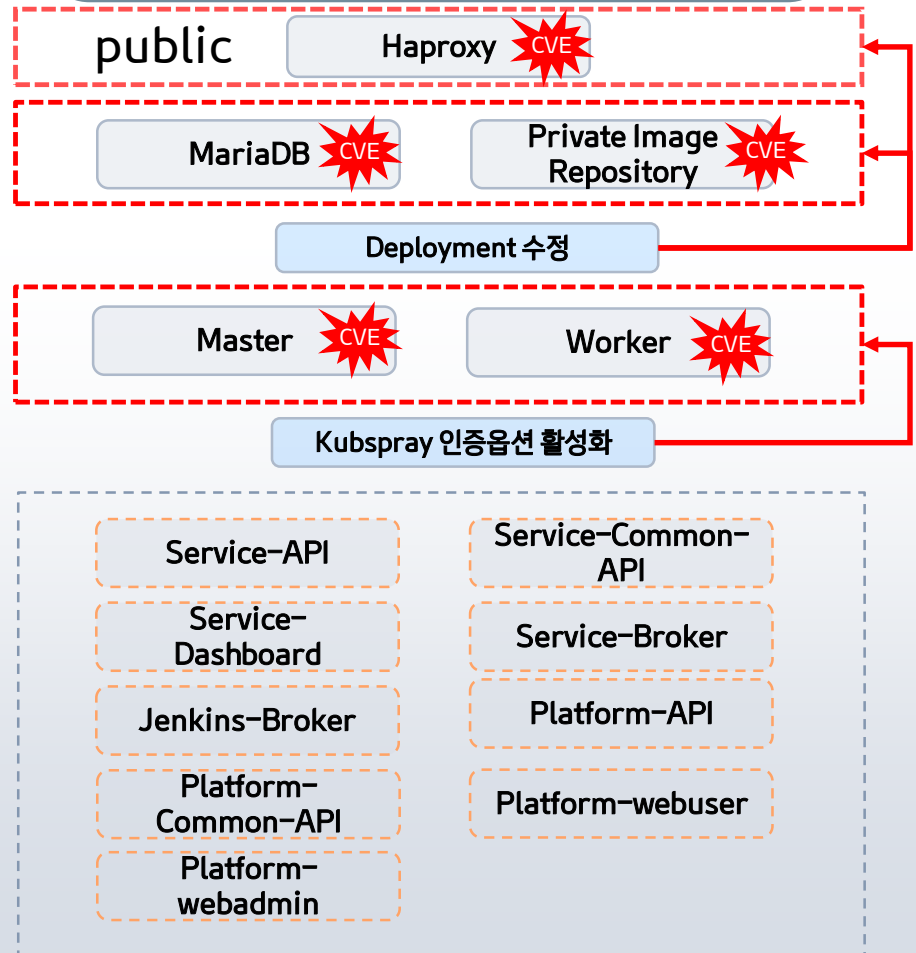 public
Haproxy
CVE
MariaDB
CVE
Private Image
Repository
CVE
Deployment 수정
Master
CVE
Worker
CVE
Kubspray 인증옵션 활성화
Service-API
Service-Common-
API
Service-
Dashboard
Service-Broker
Jenkins-Broker
Platform-API
Platform-
Common-API
Platform-webuser
Platform-
webadmin